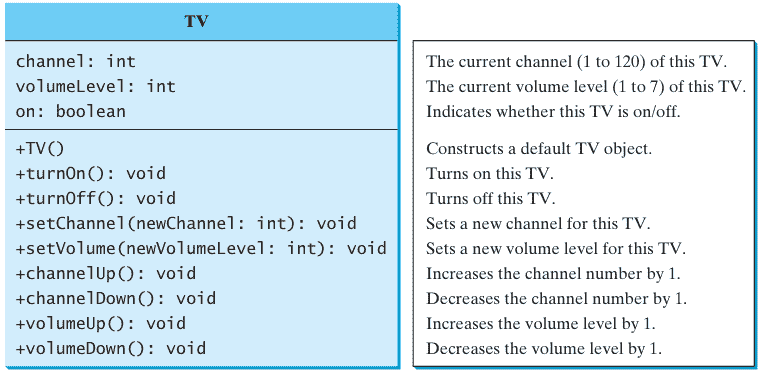 TV
channel: int
The current channel (1 to 120) of this TV.
volumeLevel: int
The current volume level (1 to 7) of this TV.
on: boolean
Indicates whether this TV is on/off.
+TV()
Constructs a default TV object.
+turnOn(): void
Turns on this TV.
+turnOff(): void
Turns off this TV.
+setChannel(newChannel: int): void
Sets a new channel for this TV.
+setVolume(newVolumeLevel: int): void
Sets a new volume level for this TV.
+channelUp(): void
Increases the channel number by 1.
+channelDown(): void
Decreases the channel number by 1.
+volumeUp(): void
Increases the volume level by 1.
+volumeDown(): void
Decreases the volume level by 1.